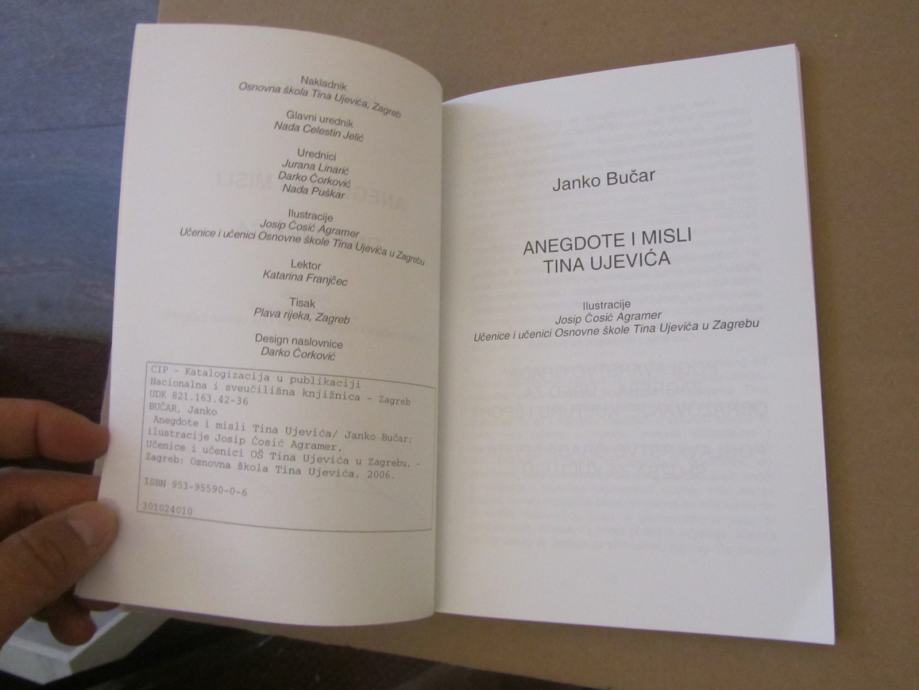 Nakladnik
Osnovna škola Tina Ujevića, Zagreb
Glavni urednik
Nada Celestin Jelić
Urednici
Jurana Linarić
Darko Ćorković
Nada Puškar
Ilustracije
Josip Ćosić Agramer
Učenice i učenici Osnovne škole Tina Ujevića u Zagrebu
Lektor
Katarina Franjčec
Tisak
Plava rijeka, Zagreb
Design naslovnice
Darko Ćorković
CIP - Katalogizacija u publikaciji
Nacionalna i sveučilišna knjižnica - Zagreb
UDK 821.163.42-36
BUČAR, Janko
Anegdote i misli Tina Ujevića/ Janko Bučar;
ilustracije Josip Ćosić Agramer,
Učenice i učenici OŠ Tina Ujevića u Zagrebu. -
Zagreb: Osnovna škola Tina Ujevića, 2006.
ISBN 953-95590-0-6
301024010
Janko Bučar
ANEGDOTE I MISLI
TINA UJEVIĆA
Ilustracije
Josip Ćosić Agramer
Učenice i učenici Osnovne škole Tina Ujevića u Zagrebu